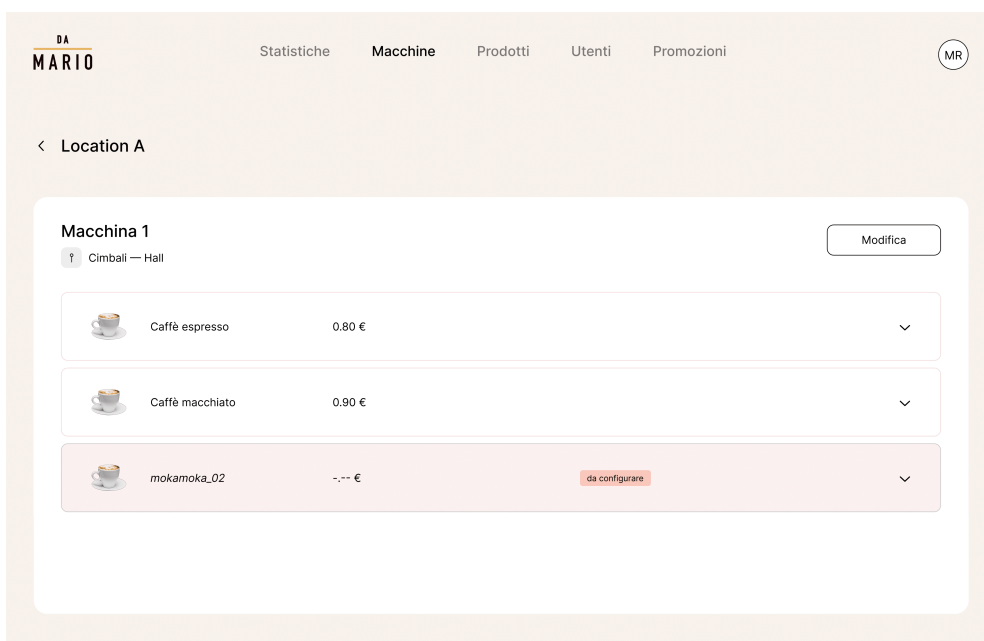 DA
MARIO
Statistiche Macchine Prodotti Utenti Promozioni
MR
Location A
Macchina 1
Modifica
Cimbali — Hall
Caffè espresso 0.80 €
Caffè macchiato 0.90 €
mokamoka_02 -.-- € da configurare